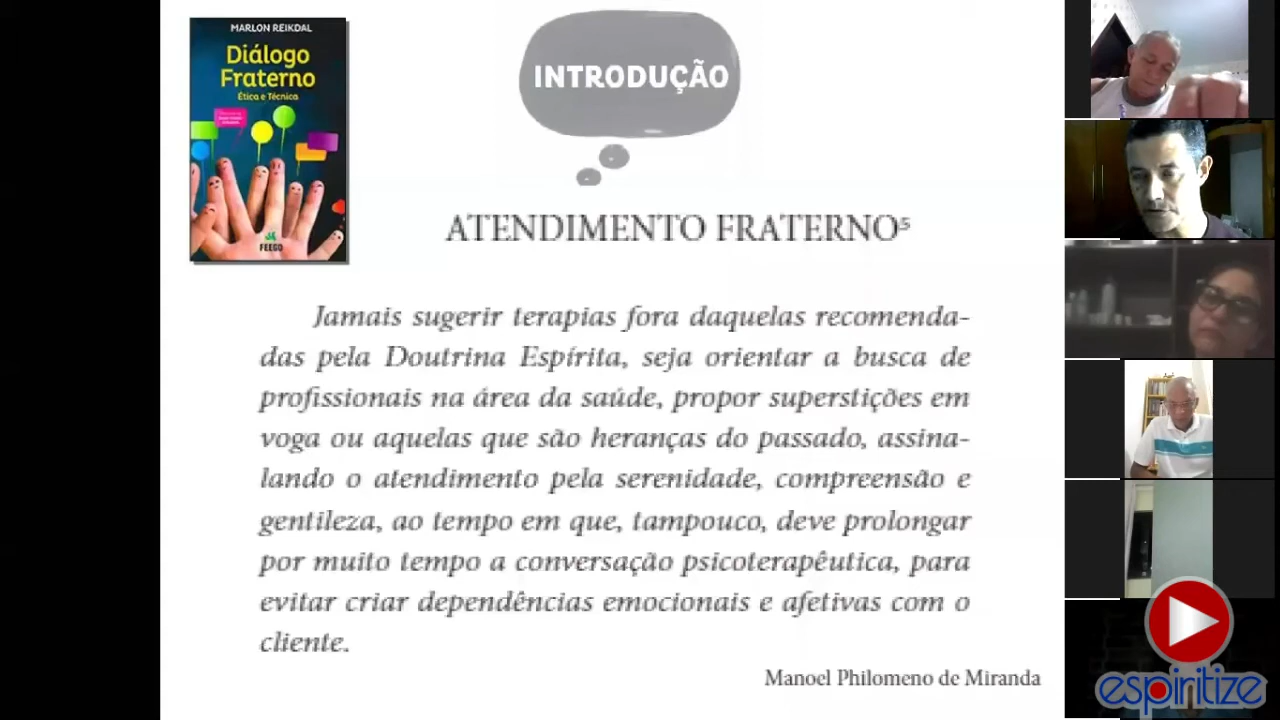 MARLON REIKDAL
Diálogo
Fraterno
Ética e Técnica
FEEGO
INTRODUÇÃO
ATENDIMENTO FRATERNO⁵
Jamais sugerir terapias fora daquelas recomenda-
das pela Doutrina Espírita, seja orientar a busca de
profissionais na área da saúde, propor superstições em
voga ou aquelas que são heranças do passado, assina-
lando o atendimento pela serenidade, compreensão e
gentileza, ao tempo em que, tampouco, deve prolongar
por muito tempo a conversação psicoterapêutica, para
evitar criar dependências emocionais e afetivas com o
cliente.
Manoel Philomeno de Miranda
espiritize